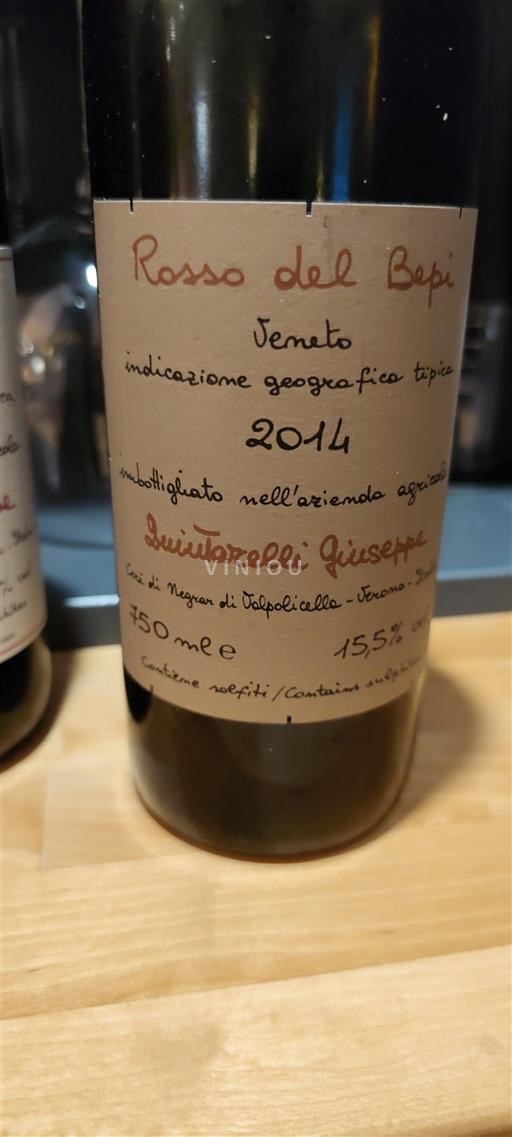 Rosso del Bepi
Veneto
indicazione geografica tipica
2014
imbottigliato nell'azienda agricola
Quintarelli Giuseppe
VINIOU
Cerè di Negrar di Valpolicella - Verona - Italia
750 ml e 15,5% vol
Contiene solfiti / Contains sulphites